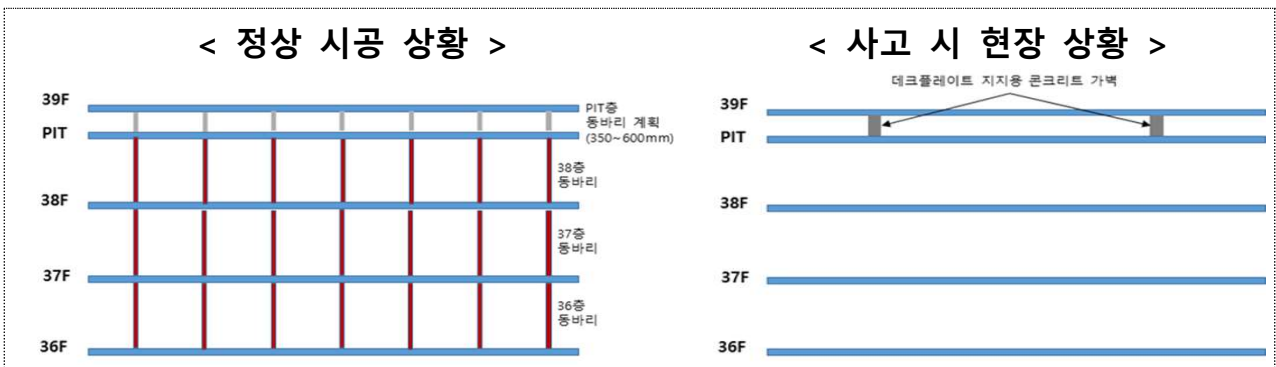 < 정상 시공 상황 >
39F
PIT
38F
37F
36F
PIT층
동바리 계획
(350~600mm)
38층
동바리
37층
동바리
36층
동바리
< 사고 시 현장 상황 >
데크플레이트 지지용 콘크리트 가벽
39F
PIT
38F
37F
36F